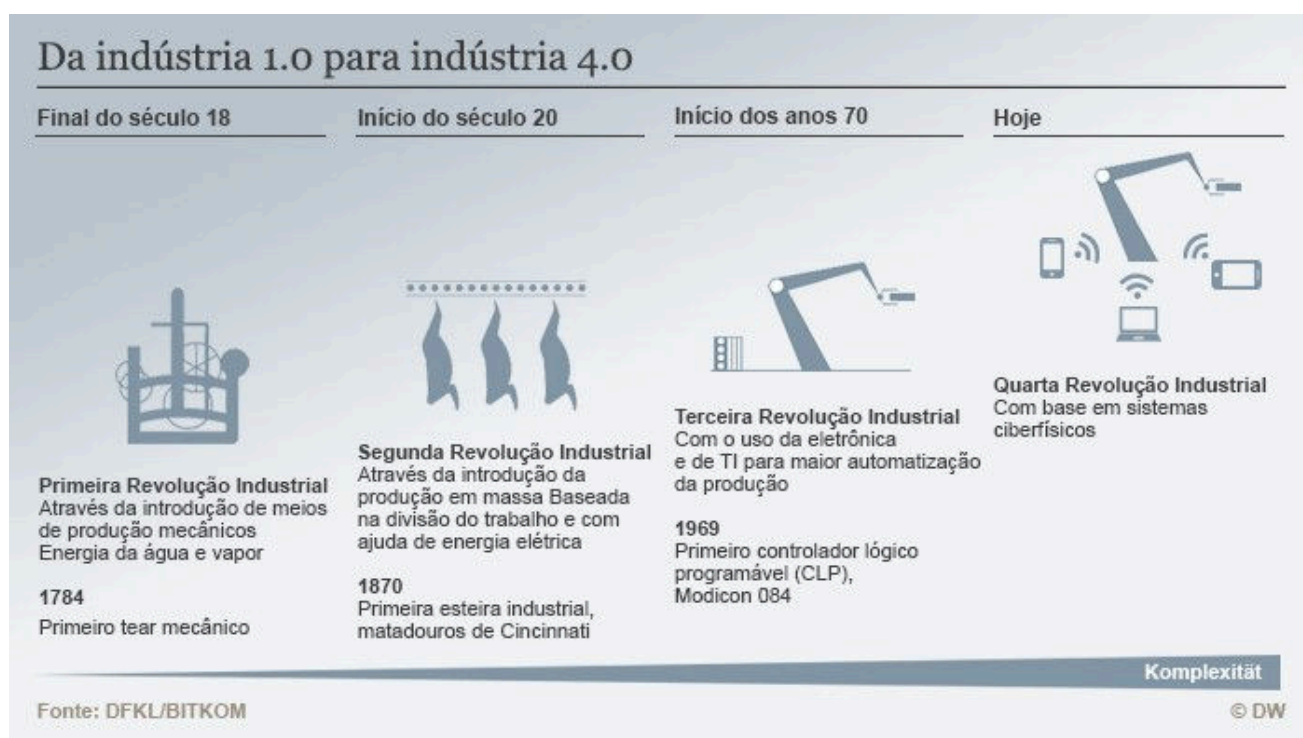 Da indústria 1.0 para indústria 4.0
Final do século 18
Primeira Revolução Industrial
Através da introdução de meios
de produção mecânicos
Energia da água e vapor
1784
Primeiro tear mecânico
Início do século 20
Segunda Revolução Industrial
Através da introdução da
produção em massa Baseada
na divisão do trabalho e com
ajuda de energia elétrica
1870
Primeira esteira industrial,
matadouros de Cincinnati
Início dos anos 70
Terceira Revolução Industrial
Com o uso da eletrônica
e de TI para maior automatização
da produção
1969
Primeiro controlador lógico
programável (CLP),
Modicon 084
Hoje
Quarta Revolução Industrial
Com base em sistemas
ciberfísicos
Komplexität
Fonte: DFKL/BITKOM
© DW